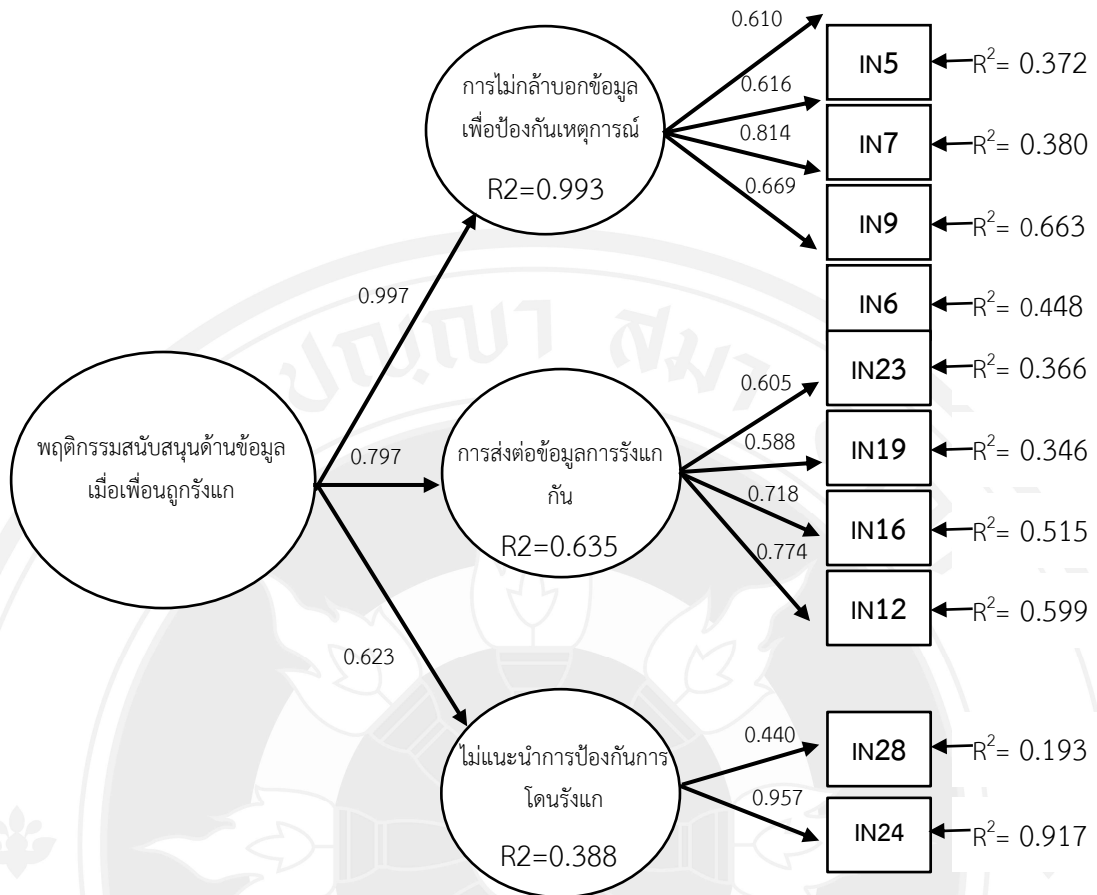 0.610
IN5
R2= 0.372
การไม่กล้าบอกข้อมูล
เพื่อป้องกันเหตุการณ์
R2=0.993
0.616
IN7
R2= 0.380
0.814
0.669
IN9
R2= 0.663
0.997
IN6
R2= 0.448
ปัญญา สมา
IN23
R2= 0.366
0.605
พฤติกรรมสนับสนุนด้านข้อมูล
เมื่อเพื่อนถูกรังแก
0.797
การส่งต่อข้อมูลการรังแก
กัน
R2=0.635
0.588
IN19
R2= 0.346
0.718
IN16
R2= 0.515
0.774
IN12
R2= 0.599
0.623
ไม่แนะนำการป้องกันการ
โดนรังแก
R2=0.388
0.440
IN28
R2= 0.193
0.957
IN24
R2= 0.917